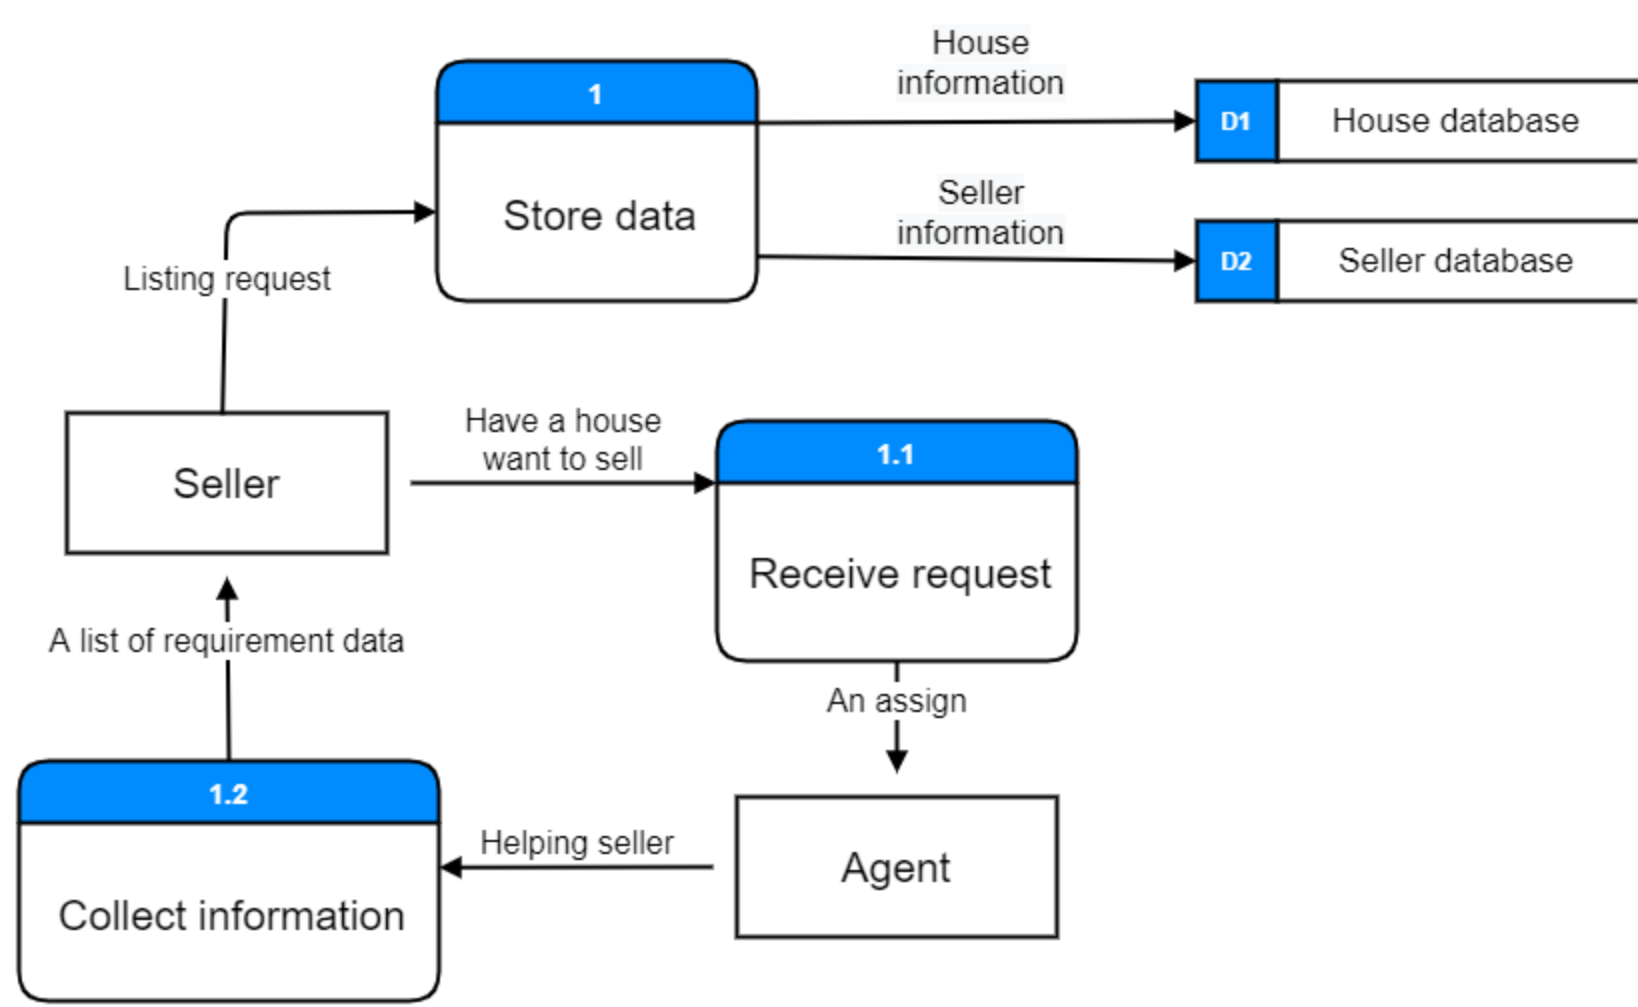 House
information
1
D1
House database
Store data
Seller
information
D2
Seller database
Listing request
Have a house
want to sell
1.1
Seller
Receive request
A list of requirement data
An assign
1.2
Helping seller
Agent
Collect information